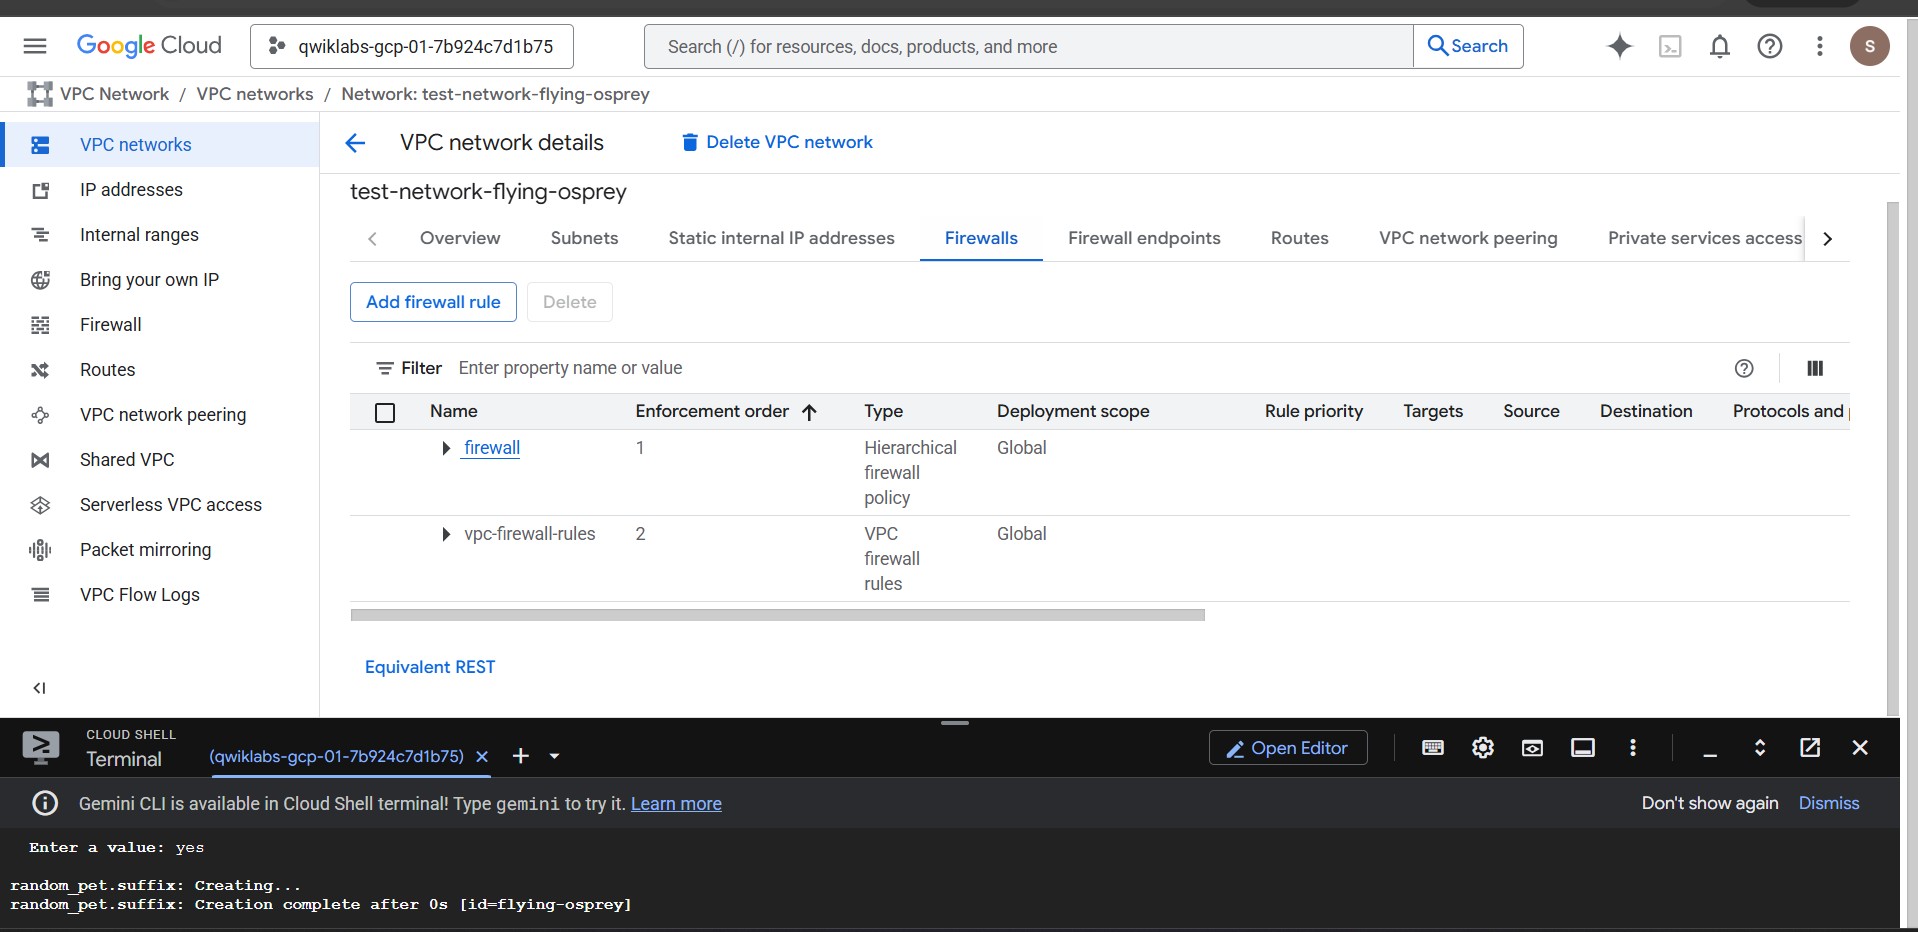 Google Cloud
qwiklabs-gcp-01-7b924c7d1b75
Search (/) for resources, docs, products, and more
Search
S
VPC Network / VPC networks / Network: test-network-flying-osprey
VPC networks
IP addresses
Internal ranges
Bring your own IP
Firewall
Routes
VPC network peering
Shared VPC
Serverless VPC access
Packet mirroring
VPC Flow Logs
VPC network details
Delete VPC network
test-network-flying-osprey
Overview Subnets Static internal IP addresses Firewalls Firewall endpoints Routes VPC network peering Private services access
Add firewall rule Delete
Filter Enter property name or value
Name Enforcement order Type Deployment scope Rule priority Targets Source Destination Protocols and
firewall 1 Hierarchical Global
firewall
policy
vpc-firewall-rules 2 VPC Global
firewall
rules
Equivalent REST
CLOUD SHELL
Terminal
(qwiklabs-gcp-01-7b924c7d1b75)
Open Editor
Gemini CLI is available in Cloud Shell terminal! Type gemini to try it. Learn more
Don't show again Dismiss
Enter a value: yes
random_pet.suffix: Creating...
random_pet.suffix: Creation complete after 0s [id=flying-osprey]